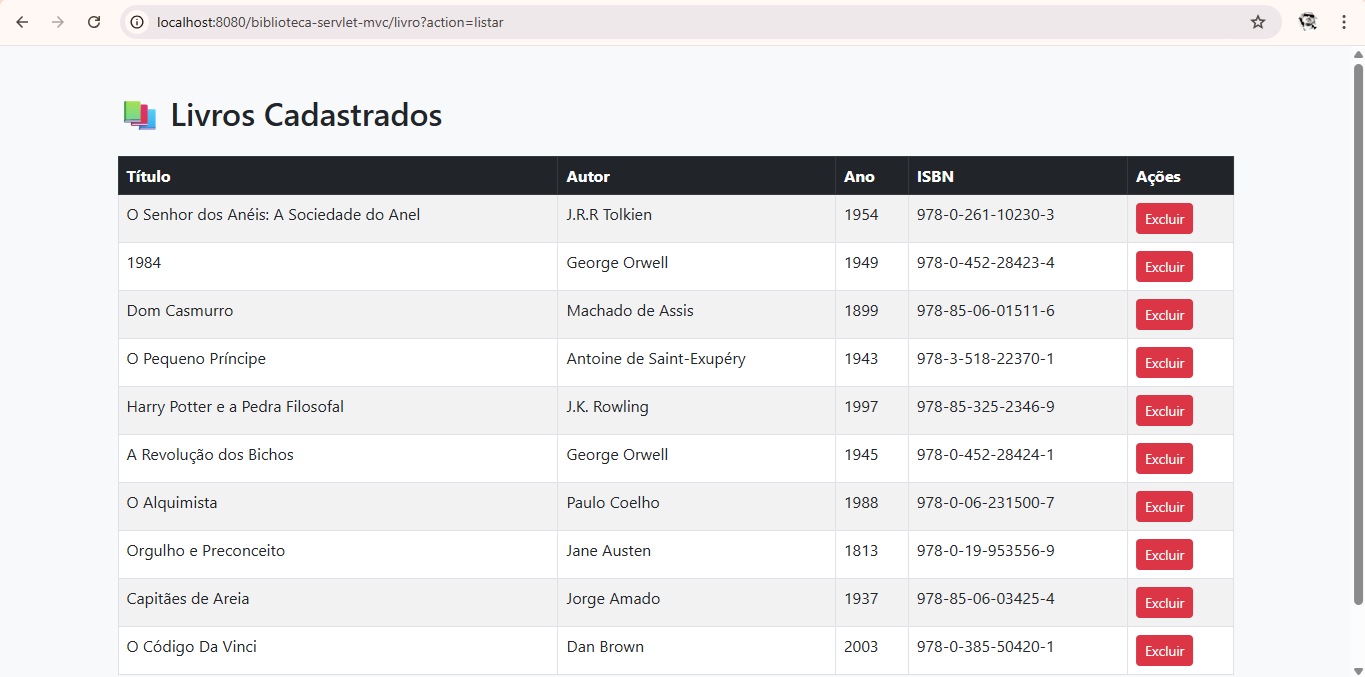 localhost:8080/biblioteca-servlet-mvc/livro?action=listar
Livros Cadastrados
Título Autor Ano ISBN Ações
O Senhor dos Anéis: A Sociedade do Anel J.R.R Tolkien 1954 978-0-261-10230-3 Excluir
1984 George Orwell 1949 978-0-452-28423-4 Excluir
Dom Casmurro Machado de Assis 1899 978-85-06-01511-6 Excluir
O Pequeno Príncipe Antoine de Saint-Exupéry 1943 978-3-518-22370-1 Excluir
Harry Potter e a Pedra Filosofal J.K. Rowling 1997 978-85-325-2346-9 Excluir
A Revolução dos Bichos George Orwell 1945 978-0-452-28424-1 Excluir
O Alquimista Paulo Coelho 1988 978-0-06-231500-7 Excluir
Orgulho e Preconceito Jane Austen 1813 978-0-19-953556-9 Excluir
Capitães de Areia Jorge Amado 1937 978-85-06-03425-4 Excluir
O Código Da Vinci Dan Brown 2003 978-0-385-50420-1 Excluir